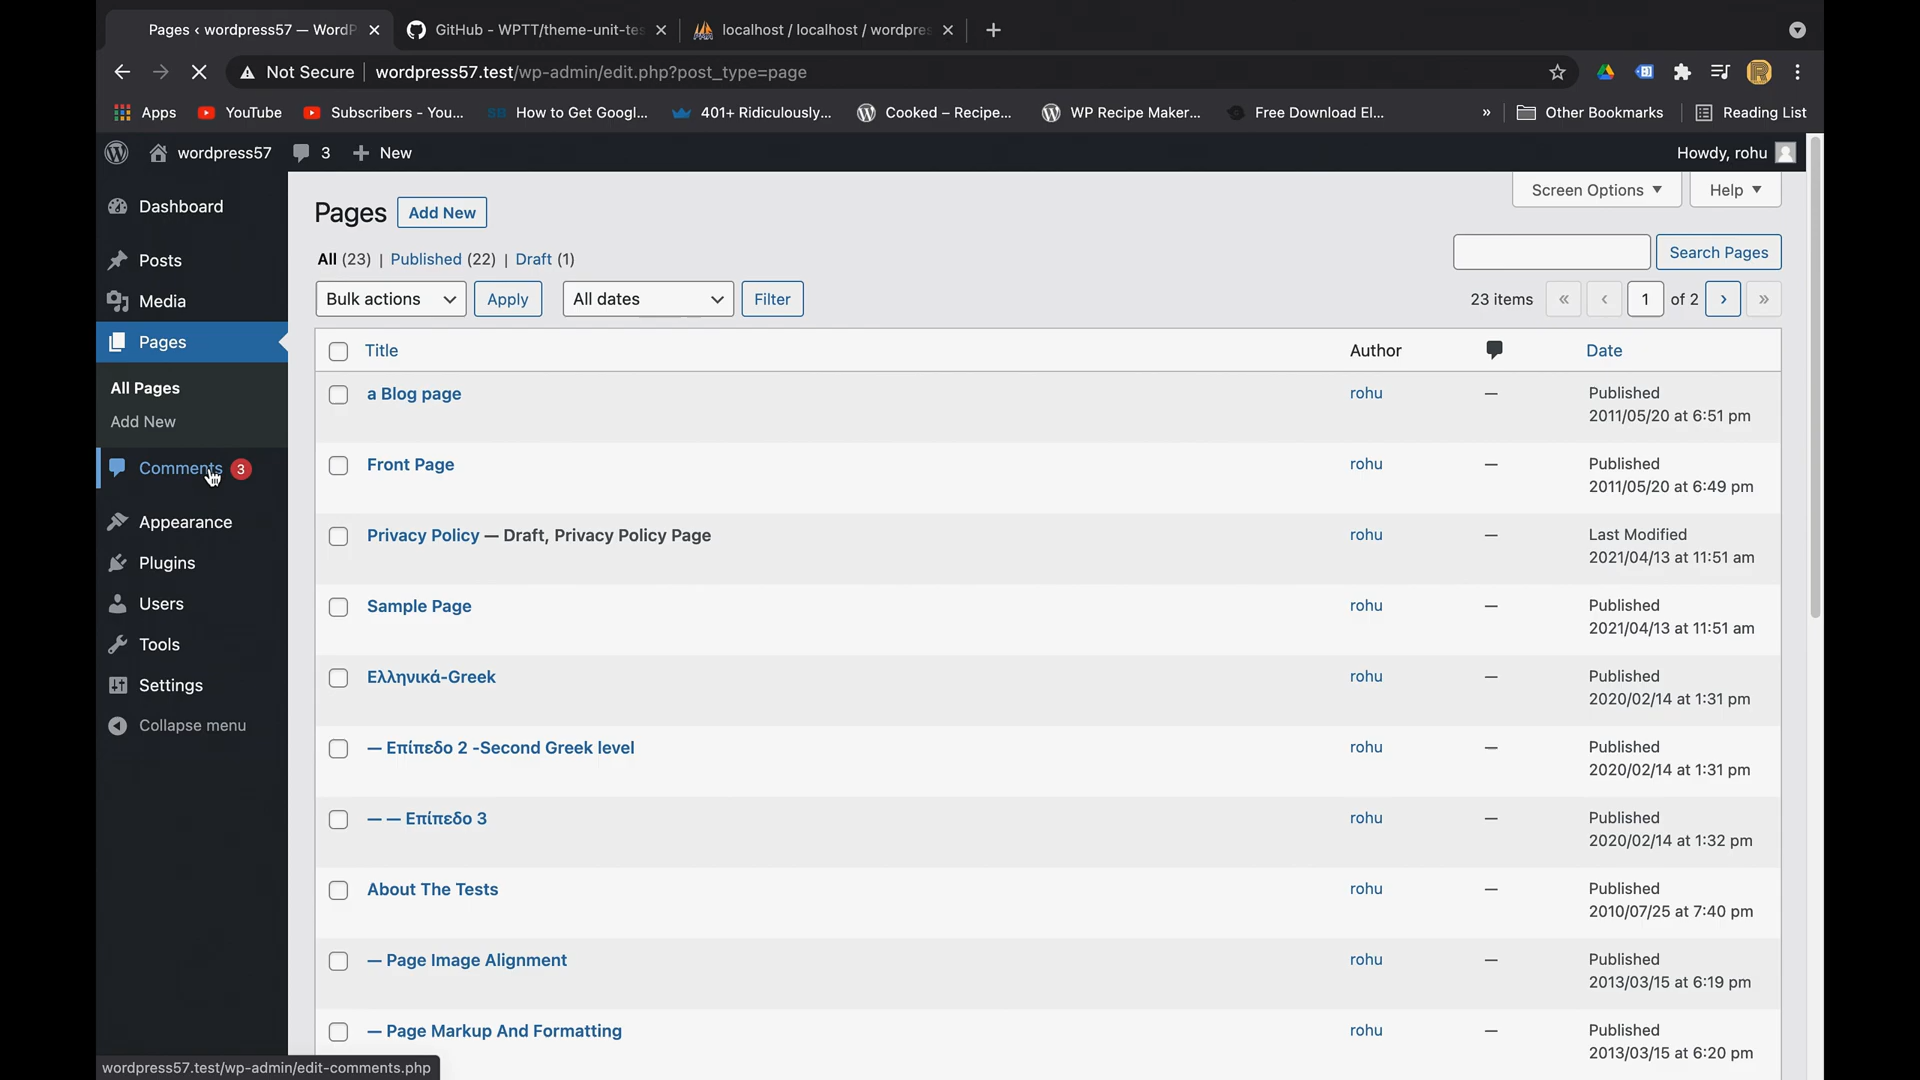 Pages ‹ wordpress57 — WordP
GitHub - WPTT/theme-unit-tes
localhost / localhost / wordpres
Not Secure
wordpress57.test/wp-admin/edit.php?post_type=page
Apps
YouTube
Subscribers - You...
How to Get Googl...
401+ Ridiculously...
Cooked – Recipe...
WP Recipe Maker...
Free Download El...
»
Other Bookmarks
Reading List
wordpress57
3
New
Howdy, rohu
Dashboard
Posts
Media
Pages
All Pages
Add New
Comments 3
Appearance
Plugins
Users
Tools
Settings
Collapse menu
Screen Options
Help
Pages
Add New
All (23) | Published (22) | Draft (1)
Search Pages
Bulk actions
Apply
All dates
Filter
23 items « ‹ 1 of 2 › »
Title
Author
Date
a Blog page
rohu
—
Published
2011/05/20 at 6:51 pm
Front Page
rohu
—
Published
2011/05/20 at 6:49 pm
Privacy Policy — Draft, Privacy Policy Page
rohu
—
Last Modified
2021/04/13 at 11:51 am
Sample Page
rohu
—
Published
2021/04/13 at 11:51 am
Ελληνικά-Greek
rohu
—
Published
2020/02/14 at 1:31 pm
— Επίπεδο 2 -Second Greek level
rohu
—
Published
2020/02/14 at 1:31 pm
— — Επίπεδο 3
rohu
—
Published
2020/02/14 at 1:32 pm
About The Tests
rohu
—
Published
2010/07/25 at 7:40 pm
— Page Image Alignment
rohu
—
Published
2013/03/15 at 6:19 pm
— Page Markup And Formatting
rohu
—
Published
2013/03/15 at 6:20 pm
wordpress57.test/wp-admin/edit-comments.php